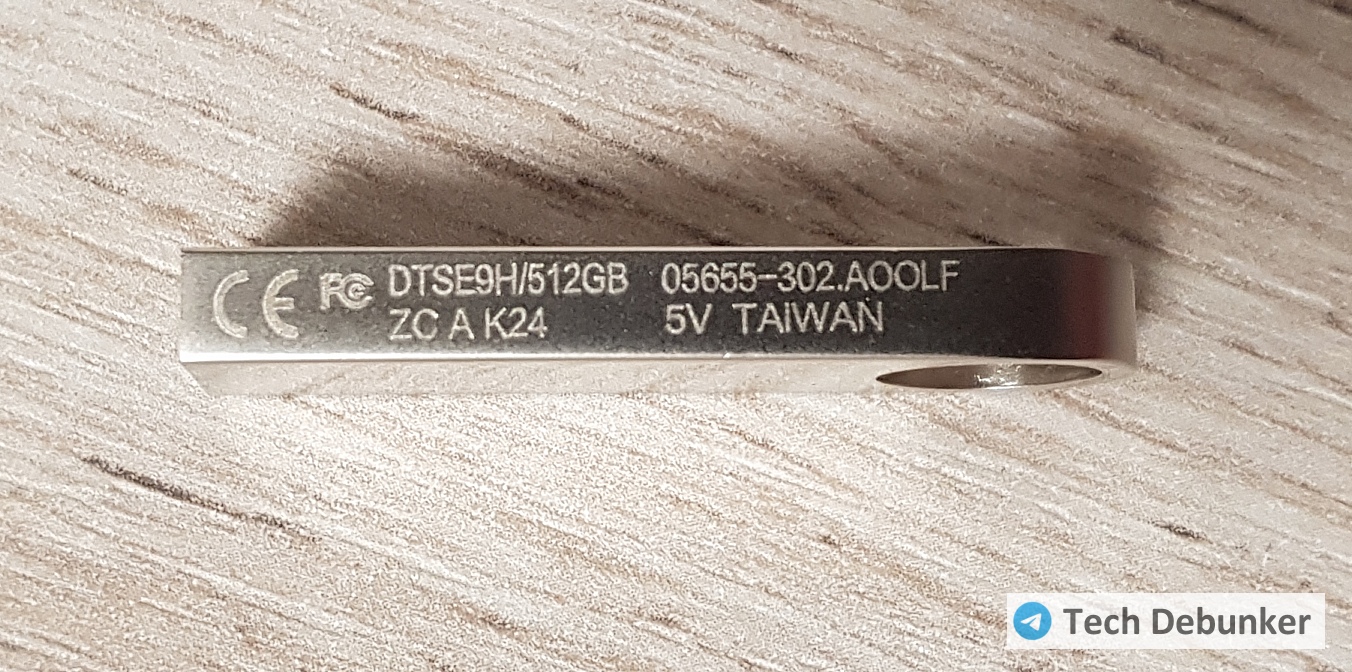 CE FC DTSE9H/512GB 05655-302.AOOLF
ZC A K24 5V TAIWAN
Tech Debunker